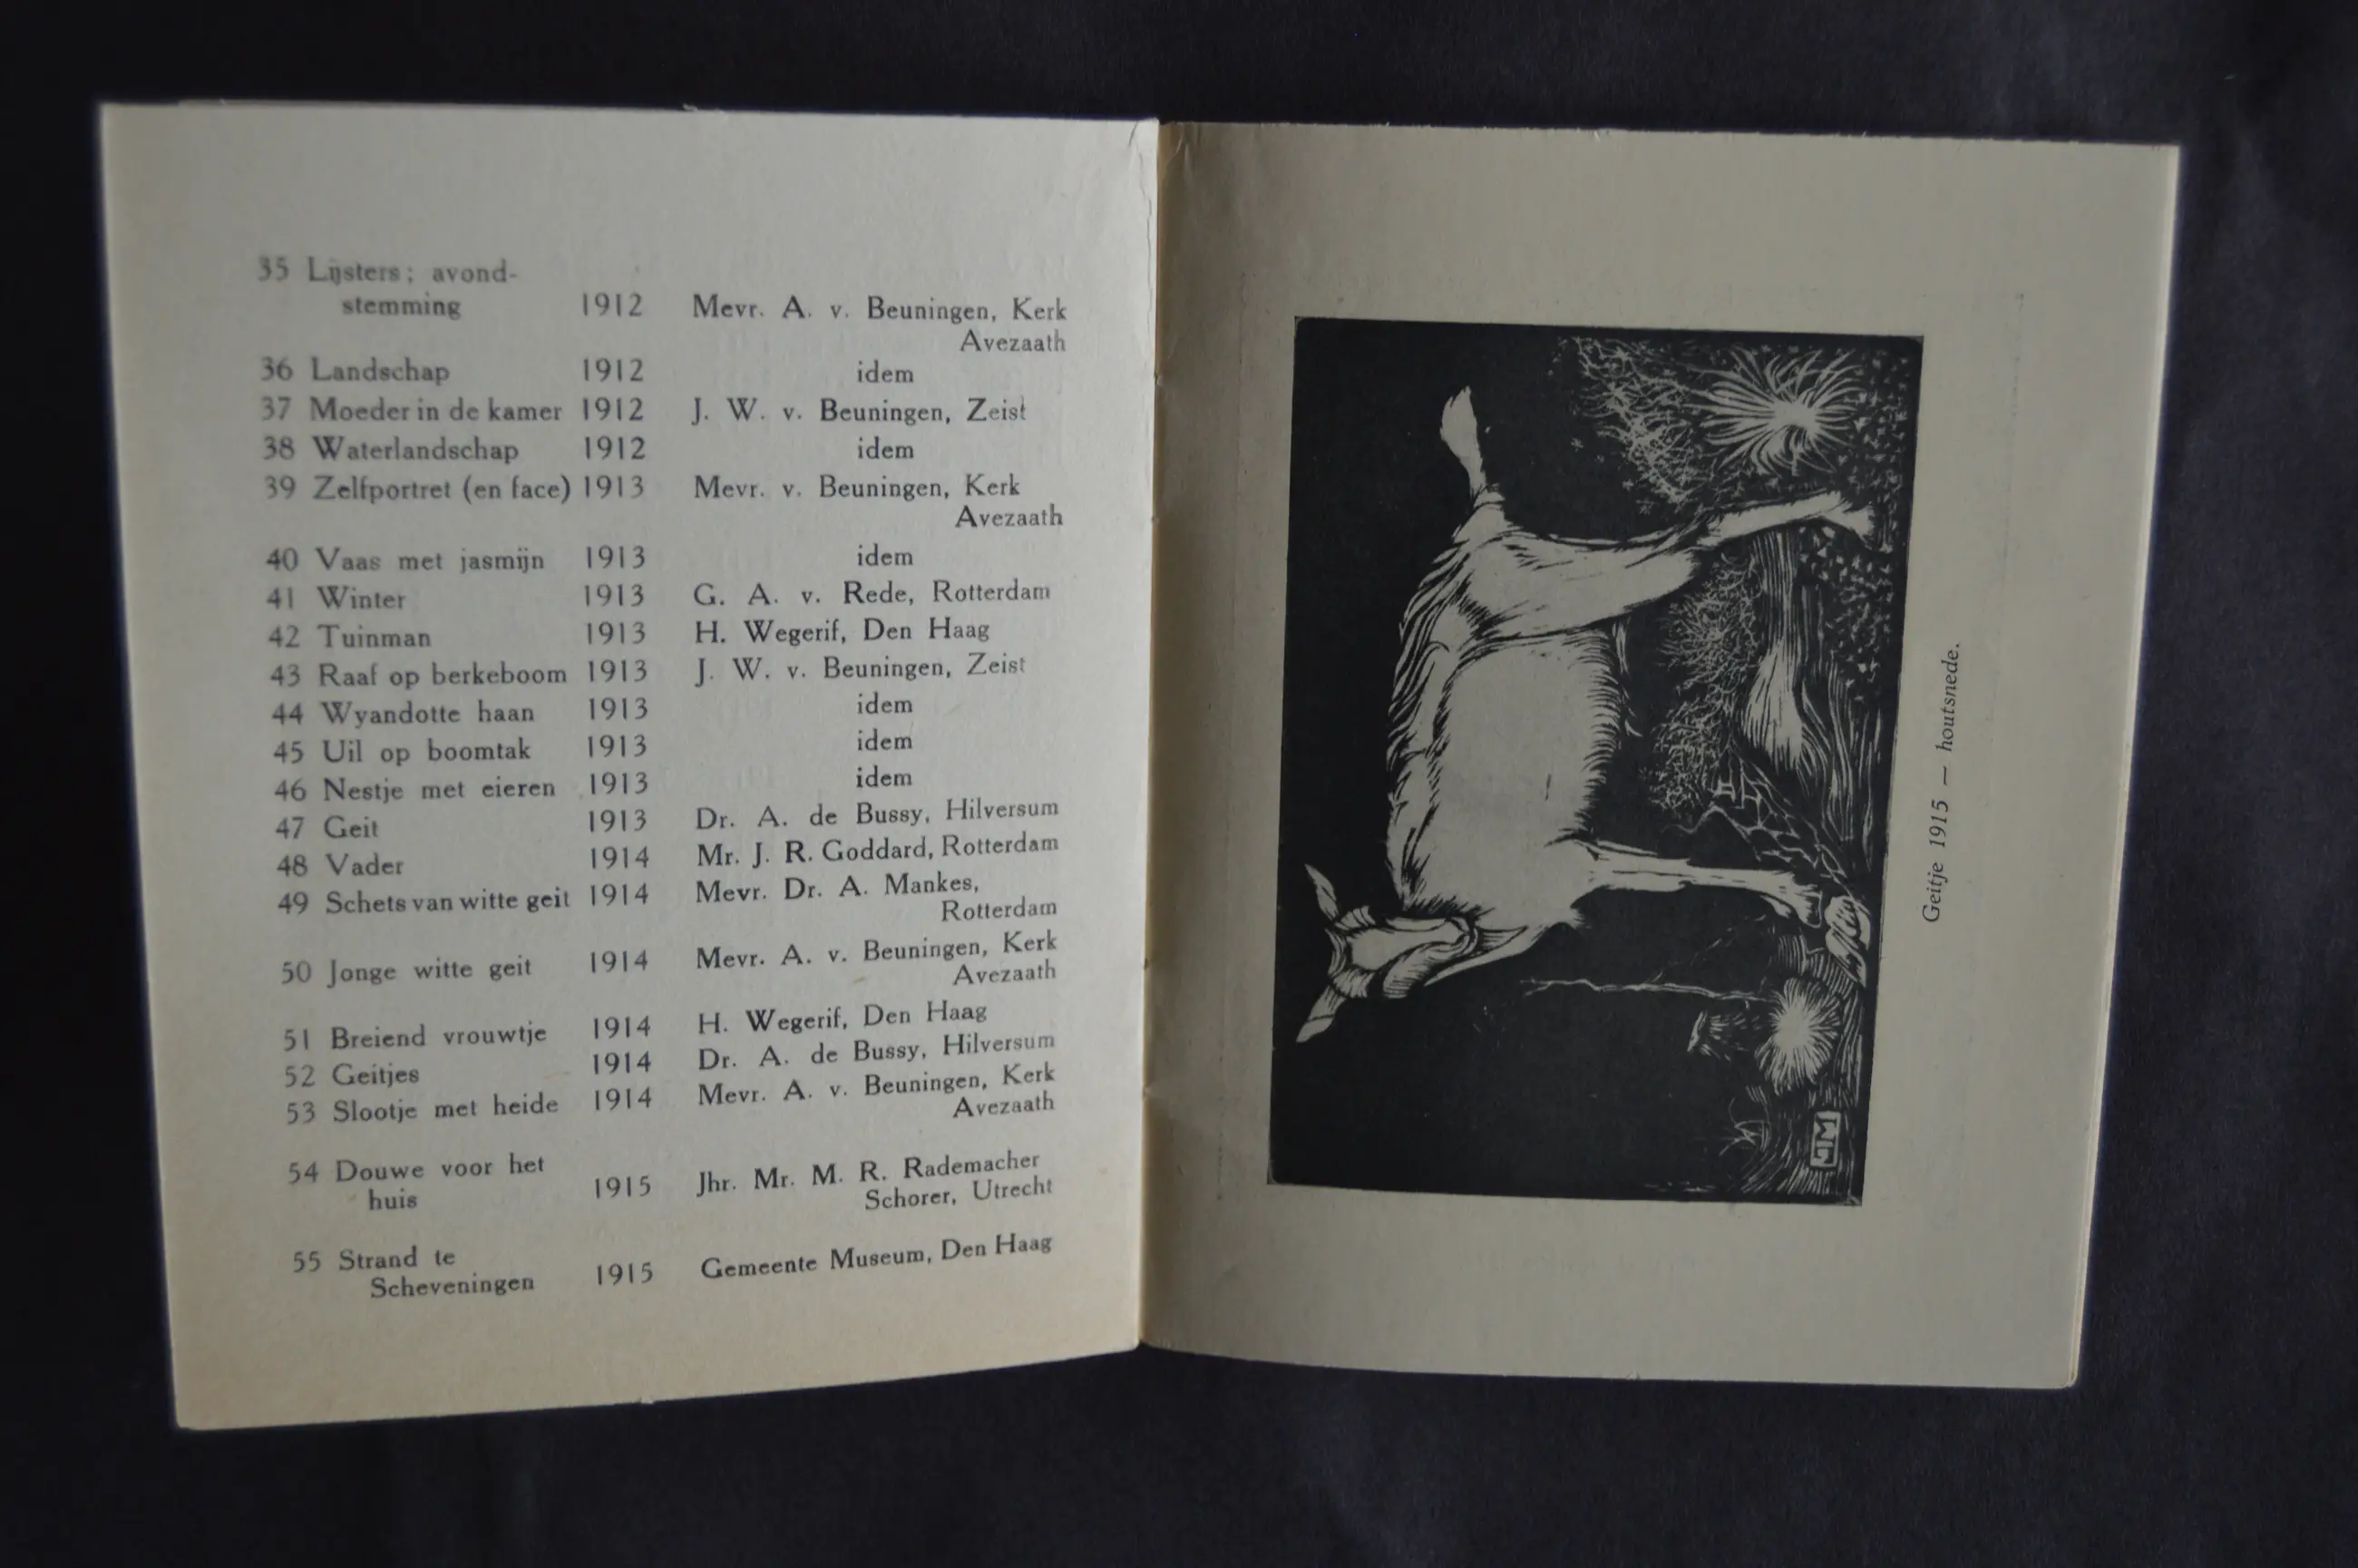 35 Lijsters; avond-
stemming 1912 Mevr. A. v. Beuningen, Kerk
Avezaath
36 Landschap 1912 idem
37 Moeder in de kamer 1912 J. W. v. Beuningen, Zeist
38 Waterlandschap 1912 idem
39 Zelfportret (en face) 1913 Mevr. v. Beuningen, Kerk
Avezaath
40 Vaas met jasmijn 1913 idem
41 Winter 1913 G. A. v. Rede, Rotterdam
42 Tuinman 1913 H. Wegerif, Den Haag
43 Raaf op berkeboom 1913 J. W. v. Beuningen, Zeist
44 Wyandotte haan 1913 idem
45 Uil op boomtak 1913 idem
46 Nestje met eieren 1913 idem
47 Geit 1913 Dr. A. de Bussy, Hilversum
48 Vader 1914 Mr. J. R. Goddard, Rotterdam
49 Schets van witte geit 1914 Mevr. Dr. A. Mankes,
Rotterdam
50 Jonge witte geit 1914 Mevr. A. v. Beuningen, Kerk
Avezaath
51 Breiend vrouwtje 1914 H. Wegerif, Den Haag
52 Geitjes 1914 Dr. A. de Bussy, Hilversum
53 Slootje met heide 1914 Mevr. A. v. Beuningen, Kerk
Avezaath
54 Douwe voor het
huis 1915 Jhr. Mr. M. R. Rademacher
Schorer, Utrecht
55 Strand te
Scheveningen 1915 Gemeente Museum, Den Haag
JM
Geitje 1915 — houtsnede.